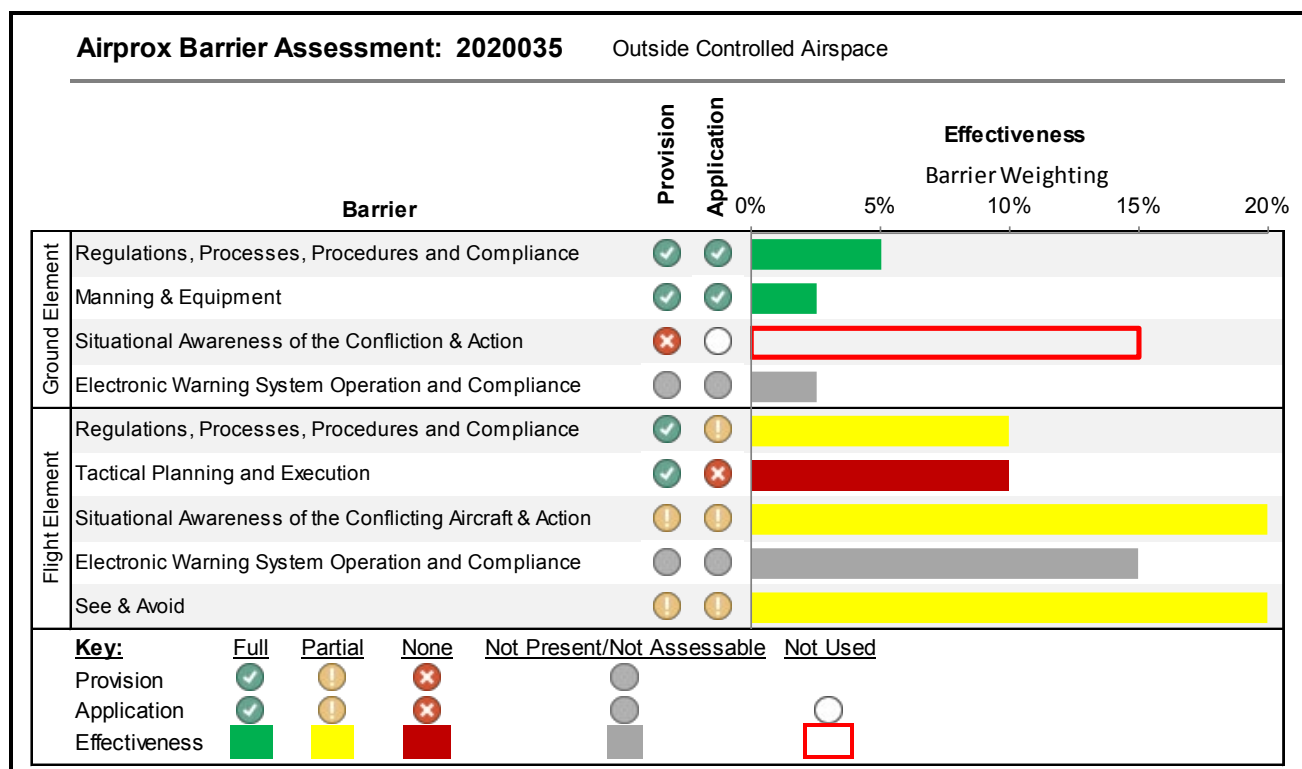 Airprox Barrier Assessment: 2020035 Outside Controlled Airspace
Provision
Application
Effectiveness
Barrier Weighting
Barrier
0% 5% 10% 15% 20%
Ground Element
Regulations, Processes, Procedures and Compliance
Manning & Equipment
Situational Awareness of the Confliction & Action
Electronic Warning System Operation and Compliance
Flight Element
Regulations, Processes, Procedures and Compliance
Tactical Planning and Execution
Situational Awareness of the Conflicting Aircraft & Action
Electronic Warning System Operation and Compliance
See & Avoid
Key: Full Partial None Not Present/Not Assessable Not Used
Provision
Application
Effectiveness